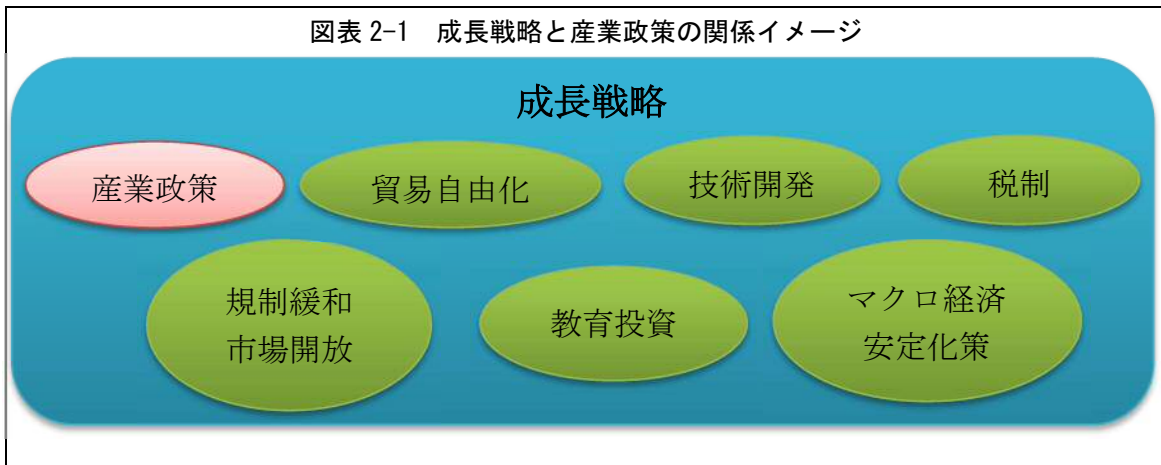 図表 2-1 成長戦略と産業政策の関係イメージ
成長戦略
産業政策
貿易自由化
技術開発
税制
規制緩和
市場開放
教育投資
マクロ経済
安定化策